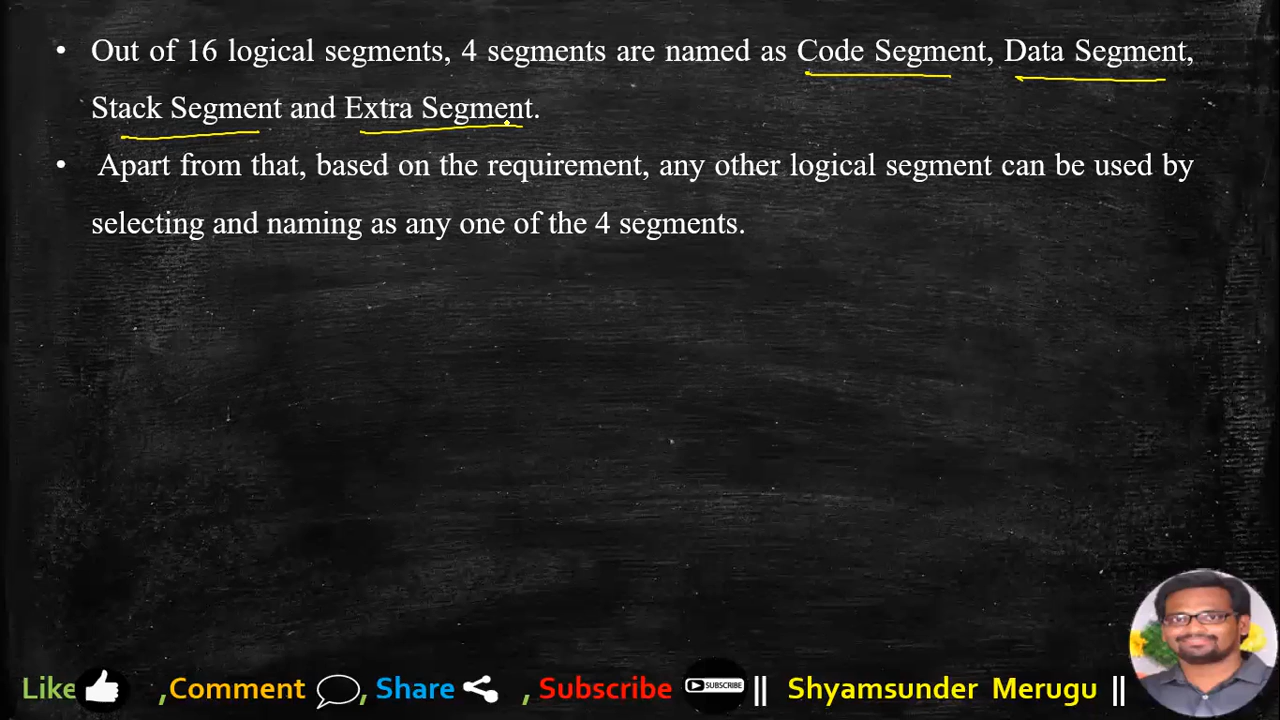 • Out of 16 logical segments, 4 segments are named as Code Segment, Data Segment,
Stack Segment and Extra Segment.
• Apart from that, based on the requirement, any other logical segment can be used by
selecting and naming as any one of the 4 segments.
Like ,Comment , Share , Subscribe SUBSCRIBE || Shyamsunder Merugu ||